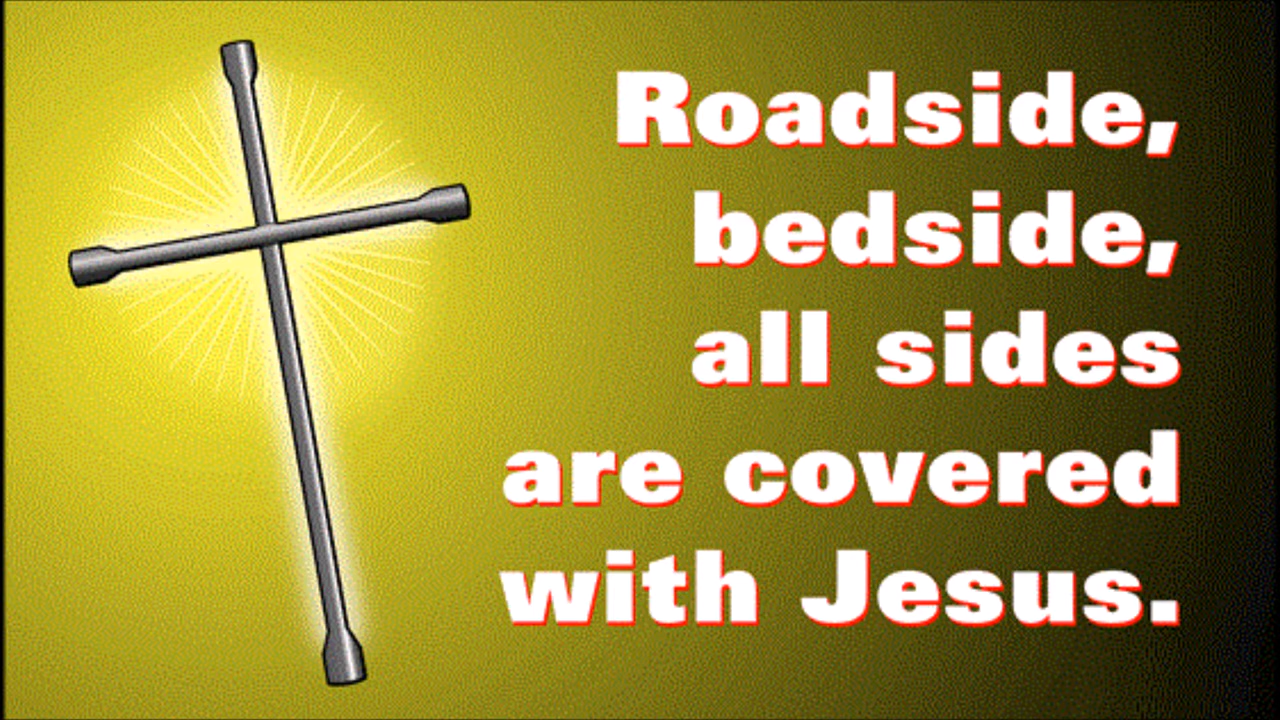 Roadside,
bedside,
all sides
are covered
with Jesus.